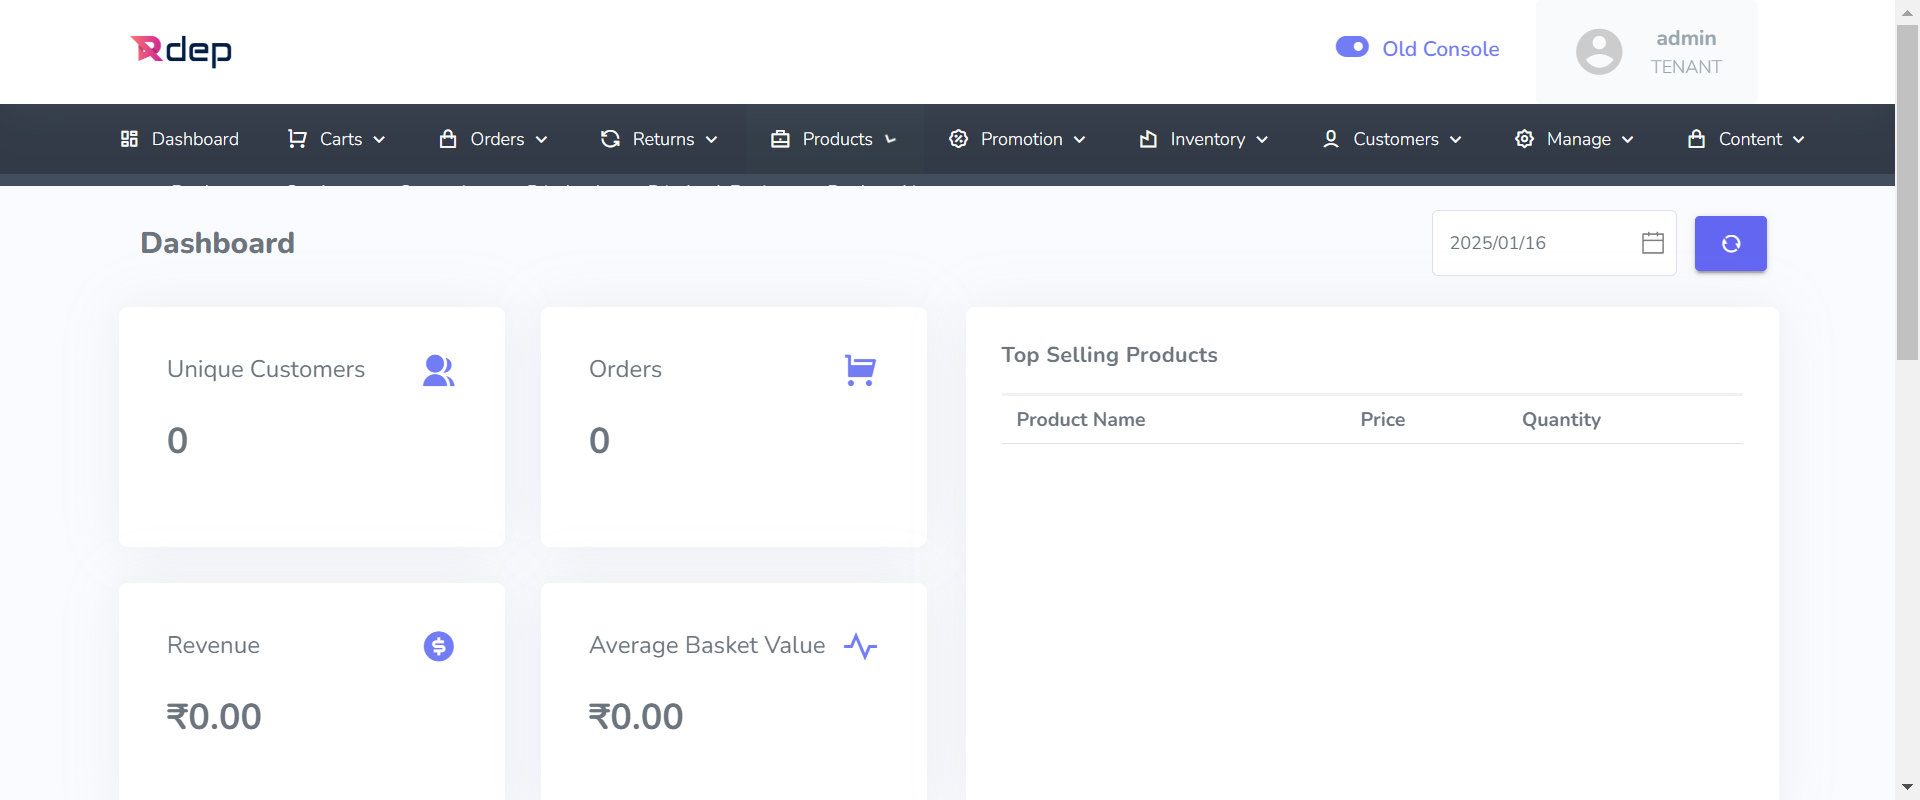 Rdep
Old Console
admin
TENANT
Dashboard Carts Orders Returns Products Promotion Inventory Customers Manage Content
Dashboard
2025/01/16
Unique Customers
0
Orders
0
Top Selling Products
Product Name Price Quantity
Revenue
₹0.00
Average Basket Value
₹0.00